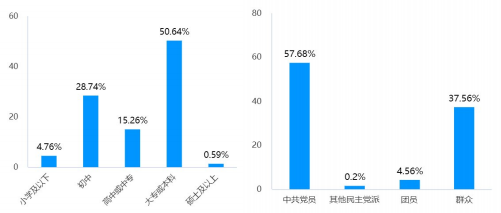 60
40
20
0
4.76%
28.74%
15.26%
50.64%
0.59%
小学及以下
初中
高中或中专
大专或本科
硕士及以上
80
60
40
20
0
57.68%
0.2%
4.56%
37.56%
中共党员
其他民主党派
团员
群众